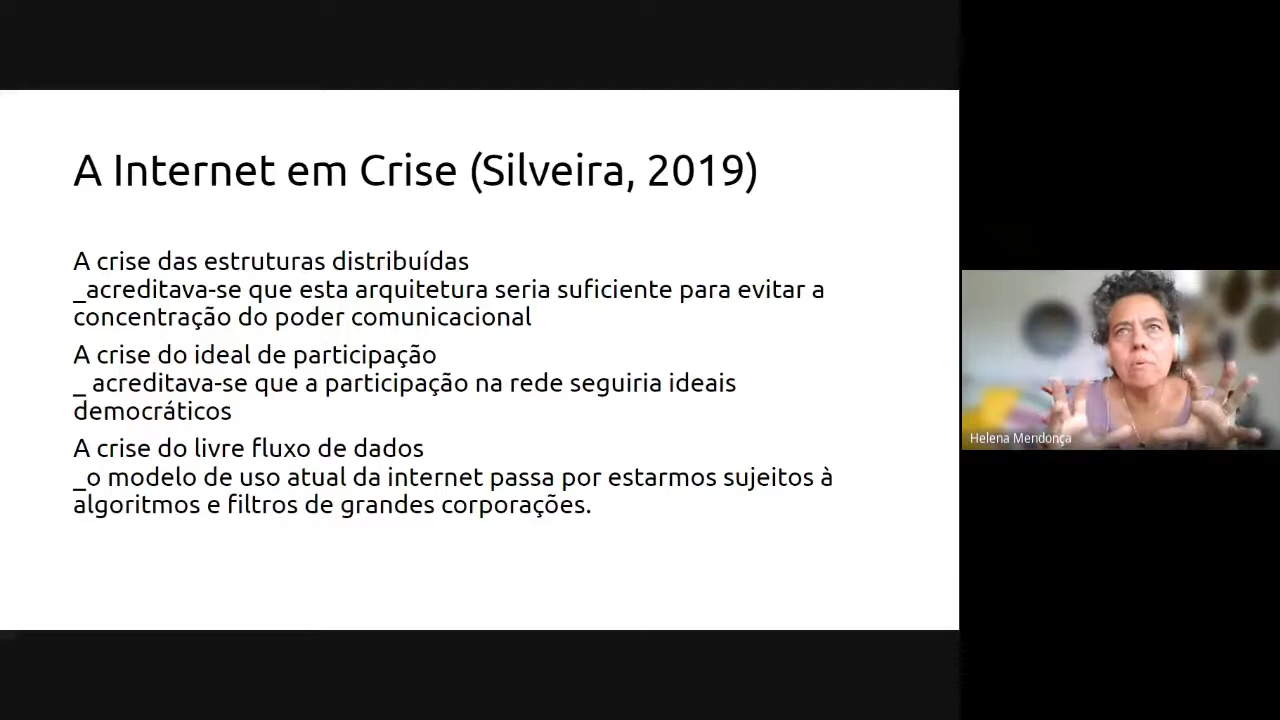 A Internet em Crise (Silveira, 2019)
A crise das estruturas distribuídas
_acreditava-se que esta arquitetura seria suficiente para evitar a
concentração do poder comunicacional
A crise do ideal de participação
_ acreditava-se que a participação na rede seguiria ideais
democráticos
A crise do livre fluxo de dados
_o modelo de uso atual da internet passa por estarmos sujeitos à
algoritmos e filtros de grandes corporações.
Helena Mendonça